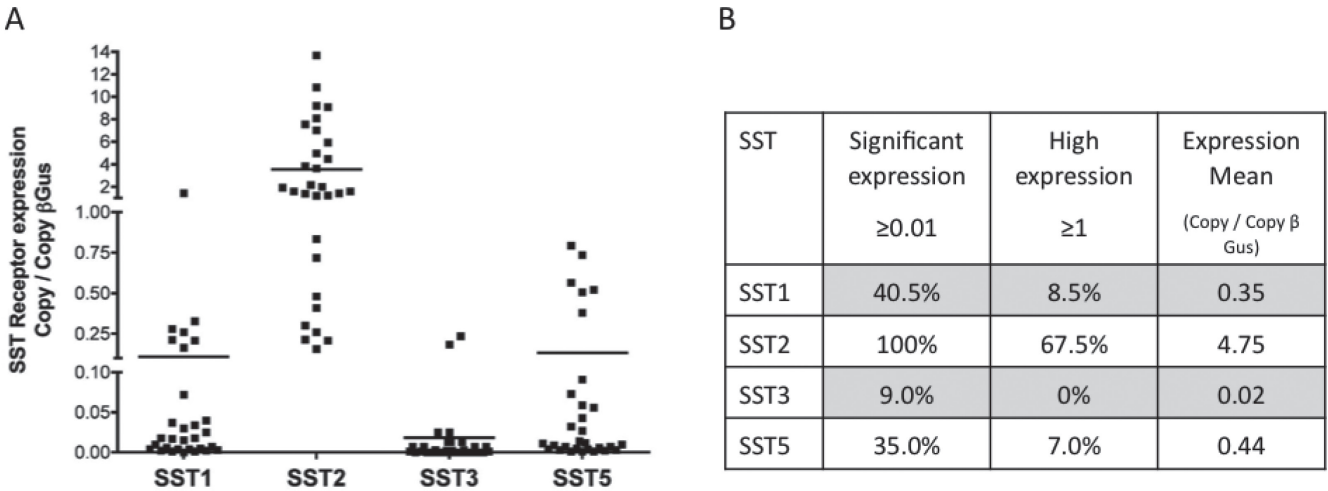 A
SST Receptor expression
Copy / Copy βGus
14
12
10
8
6
4
2
1.00
0.75
0.50
0.25
0.10
0.05
0.00
SST1 SST2 SST3 SST5
B
SST Significant expression ≥0.01 High expression ≥1 Expression Mean (Copy / Copy β Gus)
SST1 40.5% 8.5% 0.35
SST2 100% 67.5% 4.75
SST3 9.0% 0% 0.02
SST5 35.0% 7.0% 0.44